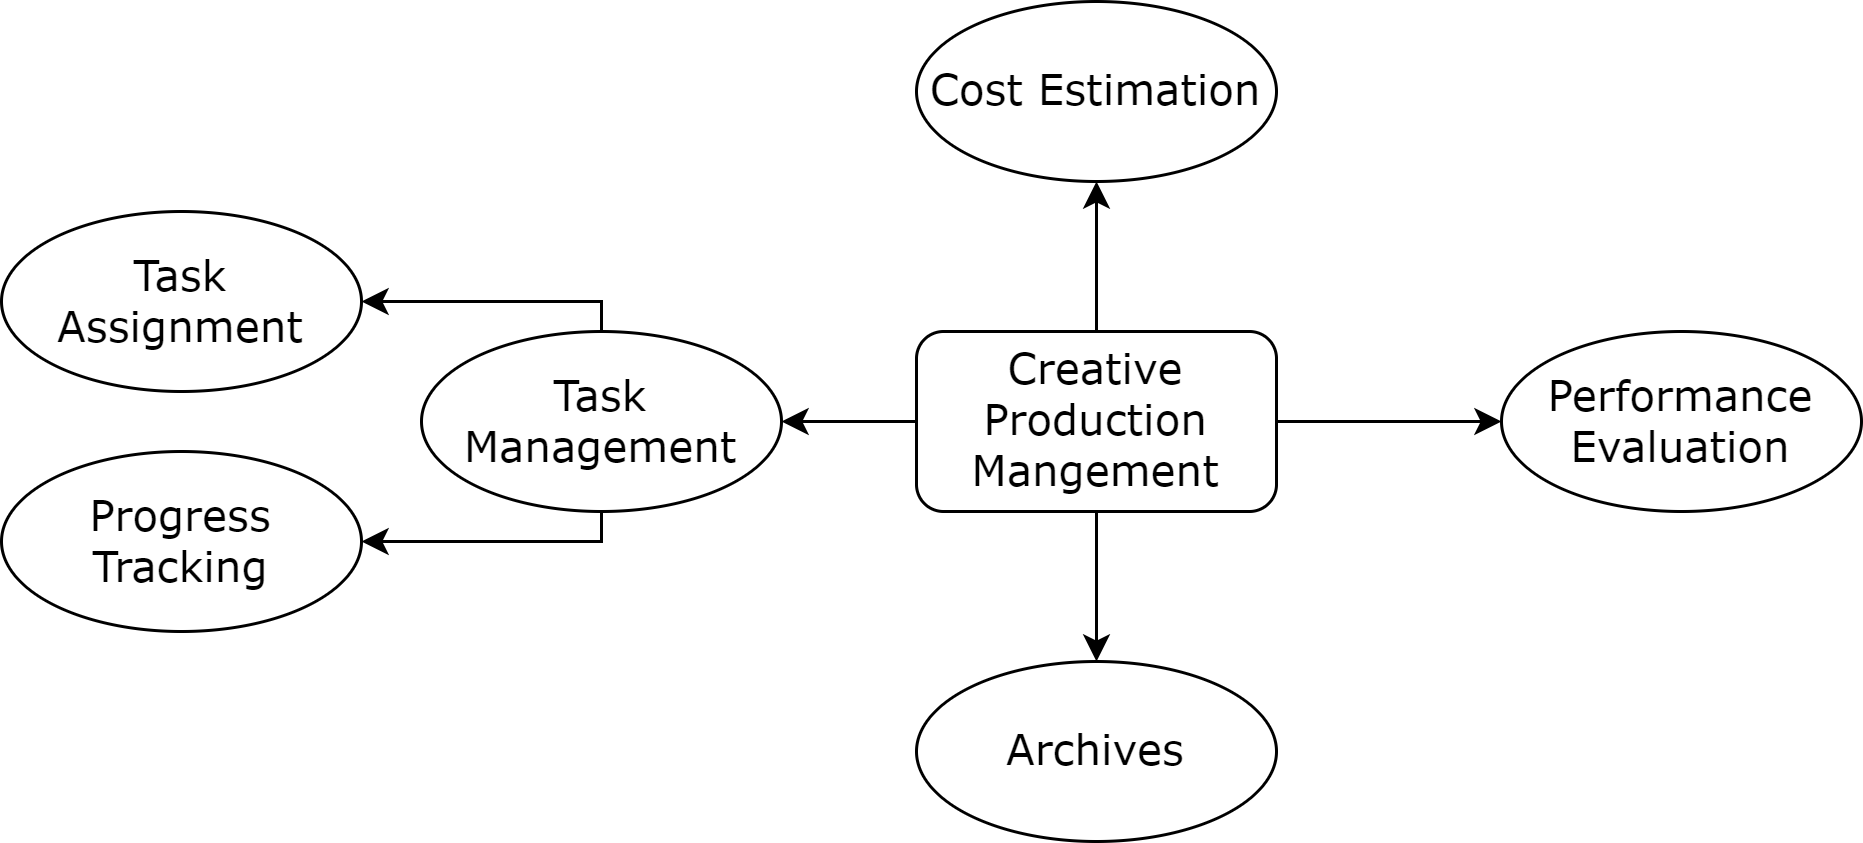 Cost Estimation
Task
Assignment
Task
Management
Creative
Production
Mangement
Performance
Evaluation
Progress
Tracking
Archives